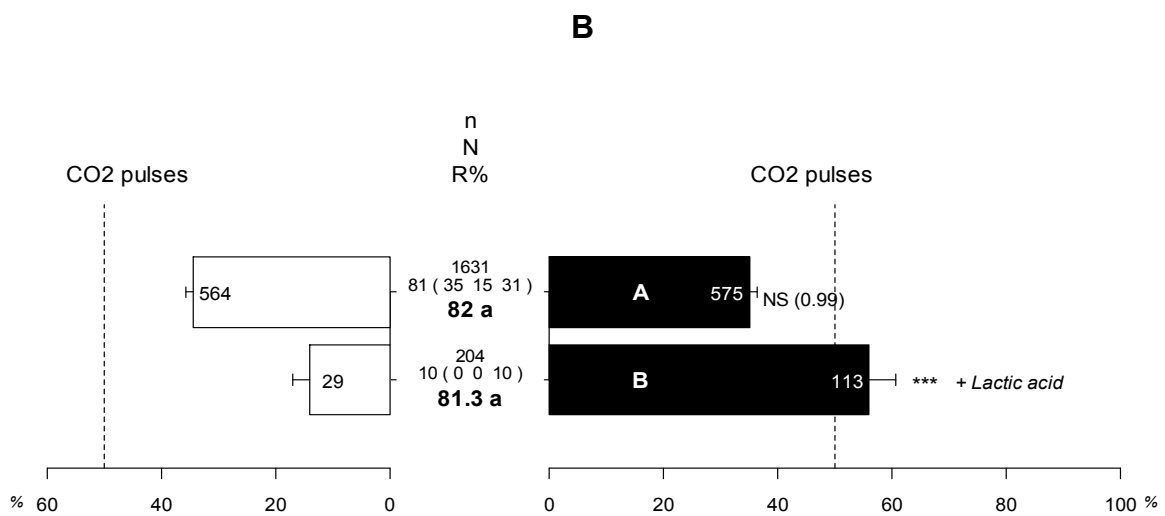 B
n
N
R%
CO2 pulses CO2 pulses
1631
81 ( 35 15 31 )
82 a
564 A 575 NS (0.99)
204
10 ( 0 0 10 )
81.3 a
29 B 113 *** + Lactic acid
% 60 40 20 0 0 20 40 60 80 100 %